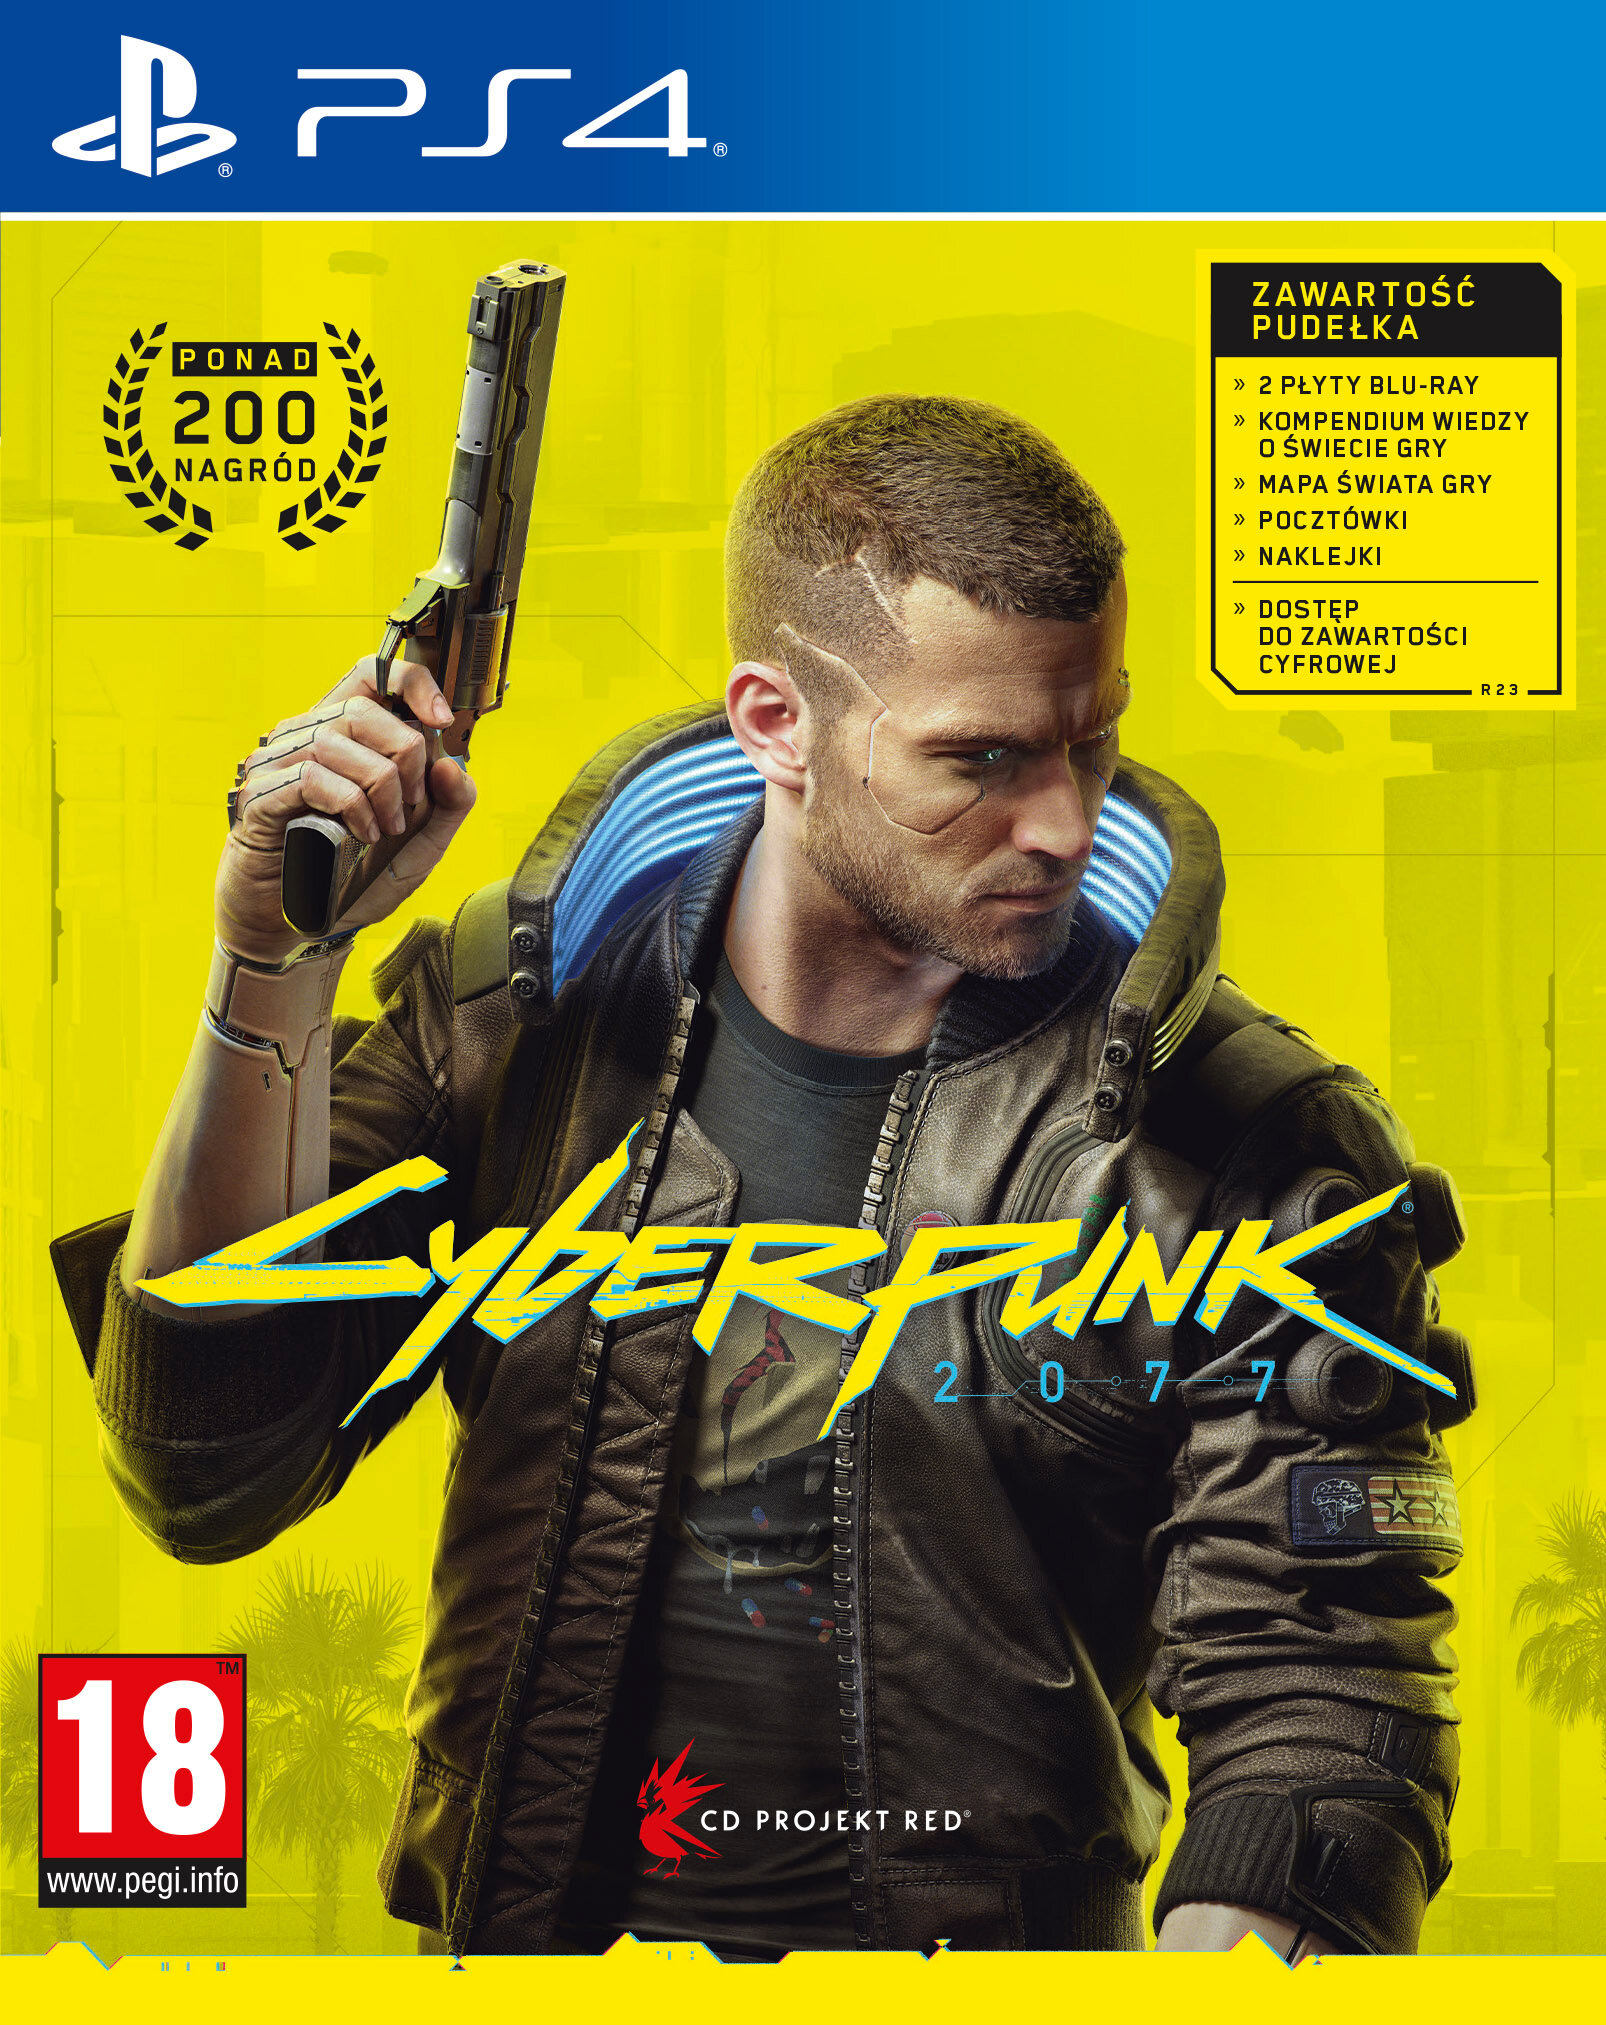 PS4®
ZAWARTOŚĆ
PUDEŁKA
» 2 PŁYTY BLU-RAY
» KOMPENDIUM WIEDZY
O ŚWIECIE GRY
» MAPA ŚWIATA GRY
» POCZTÓWKI
» NAKLEJKI
» DOSTĘP
DO ZAWARTOŚCI
CYFROWEJ
R23
PONAD
200
NAGRÓD
CYBERPUNK®
2077
18™
www.pegi.info
CD PROJEKT RED®